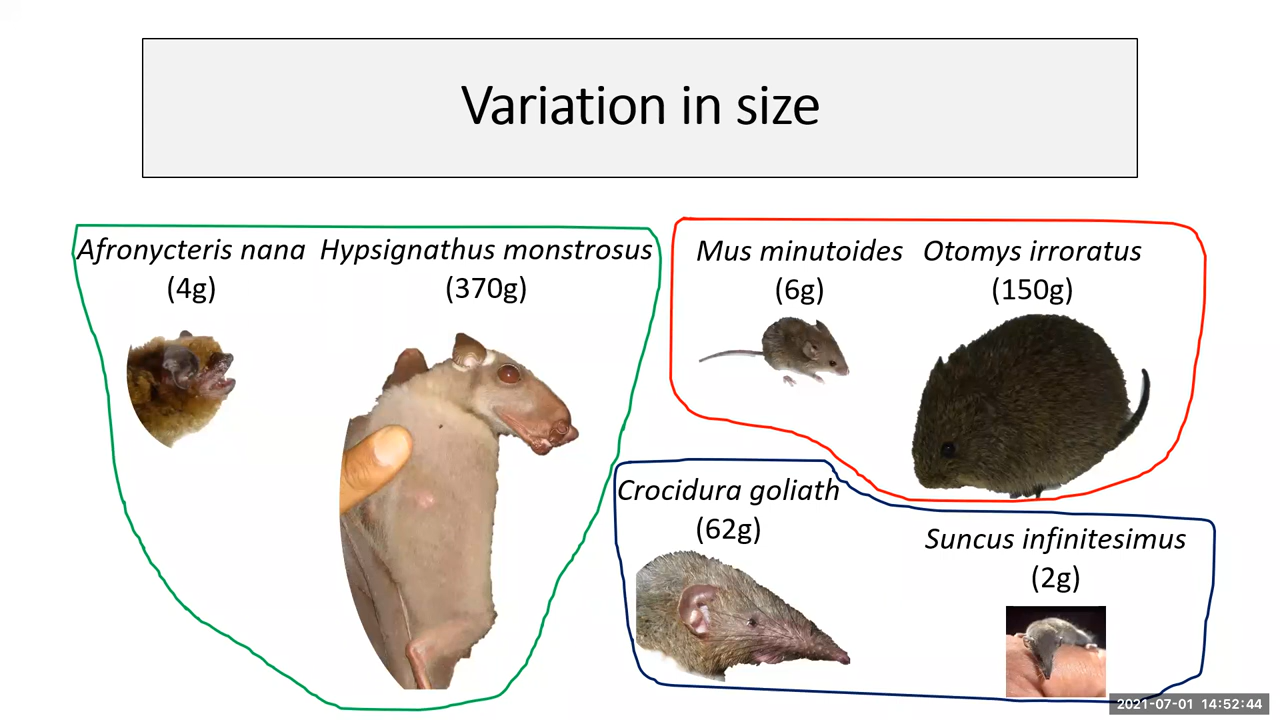 Variation in size
Afronycteris nana
(4g)
Hypsignathus monstrosus
(370g)
Mus minutoides
(6g)
Otomys irroratus
(150g)
Crocidura goliath
(62g)
Suncus infinitesimus
(2g)
2021-07-01 14:52:44